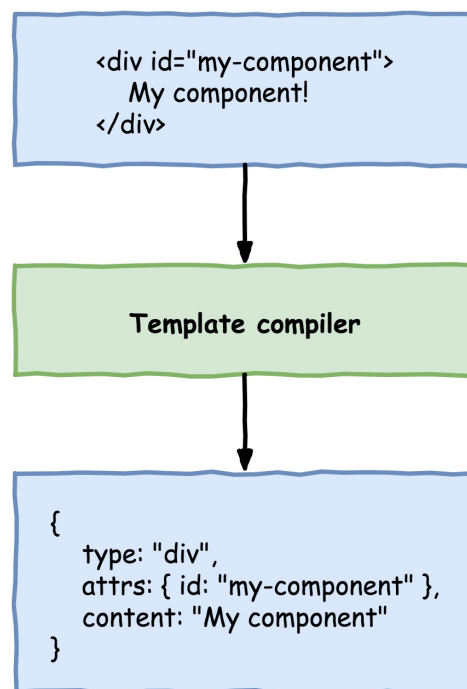 <div id="my-component">
My component!
</div>
Template compiler
{
type: "div",
attrs: { id: "my-component" },
content: "My component"
}